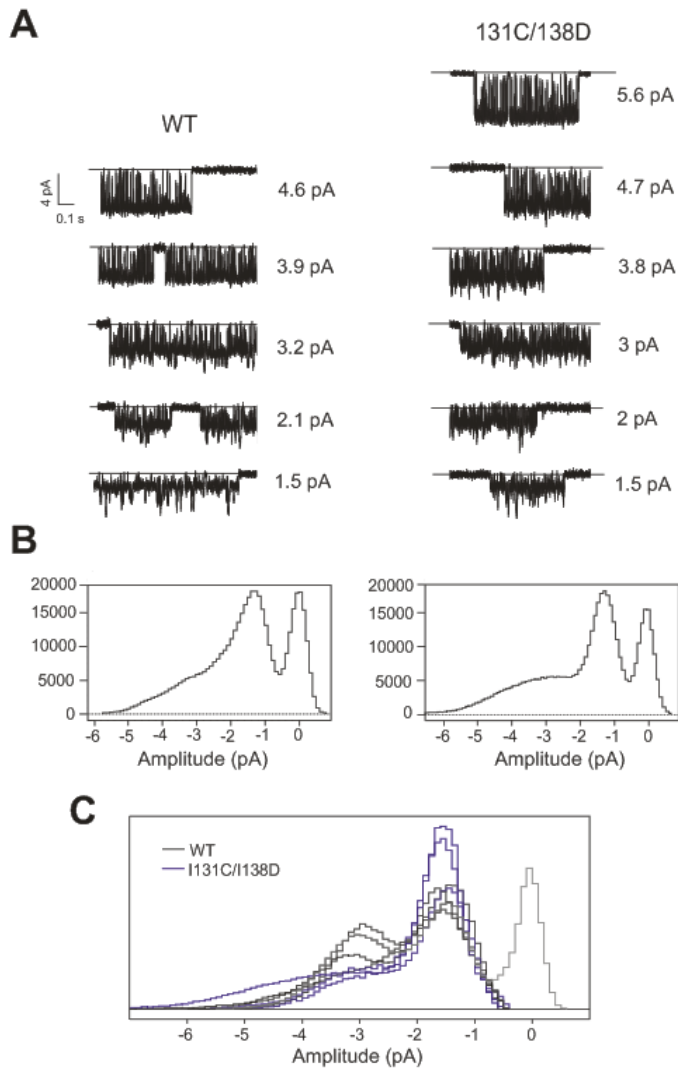 A
131C/138D
5.6 pA
WT
4 pA
0.1 s
4.6 pA
4.7 pA
3.9 pA
3.8 pA
3.2 pA
3 pA
2.1 pA
2 pA
1.5 pA
1.5 pA
B
20000
15000
10000
5000
0
-6 -5 -4 -3 -2 -1 0
Amplitude (pA)
20000
15000
10000
5000
0
-6 -5 -4 -3 -2 -1 0
Amplitude (pA)
C
WT
I131C/I138D
-6 -5 -4 -3 -2 -1 0
Amplitude (pA)